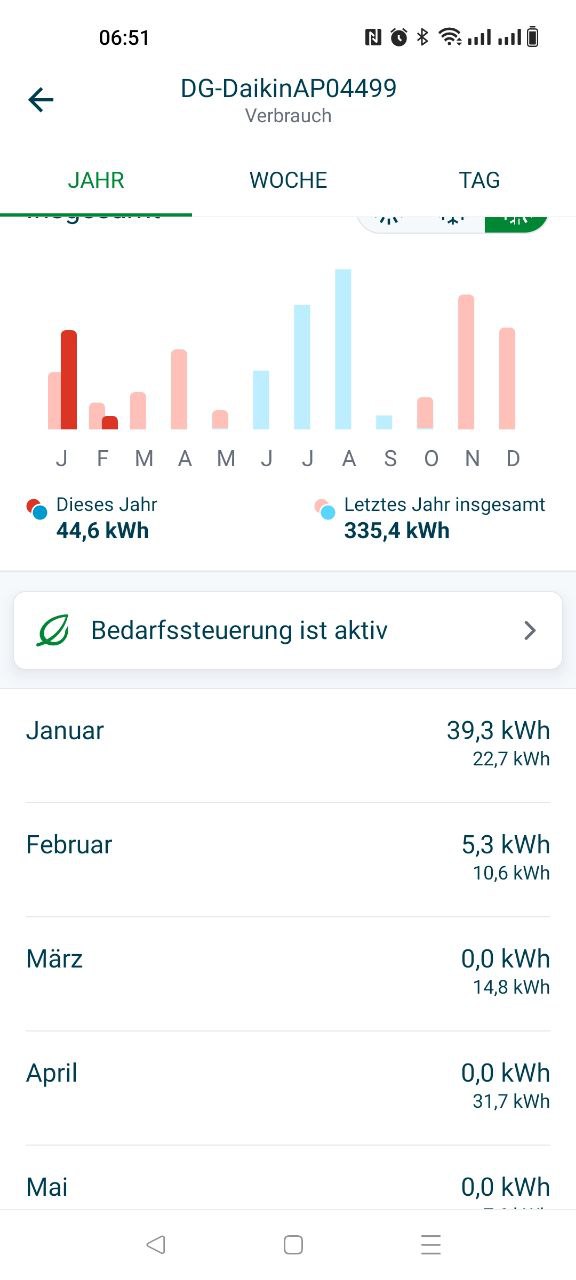 06:51
DG-DaikinAP04499
Verbrauch
JAHR WOCHE TAG
J F M A M J J A S O N D
Dieses Jahr Letztes Jahr insgesamt
44,6 kWh 335,4 kWh
Bedarfssteuerung ist aktiv
Januar 39,3 kWh
22,7 kWh
Februar 5,3 kWh
10,6 kWh
März 0,0 kWh
14,8 kWh
April 0,0 kWh
31,7 kWh
Mai 0,0 kWh